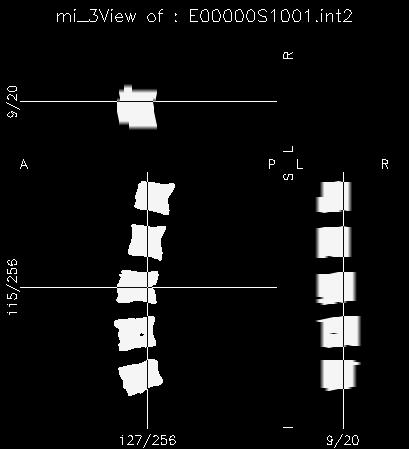 mi_3View of : E00000S1001.int2
R
9/20
L
A
P
L
R
S
115/256
I
127/256
9/20